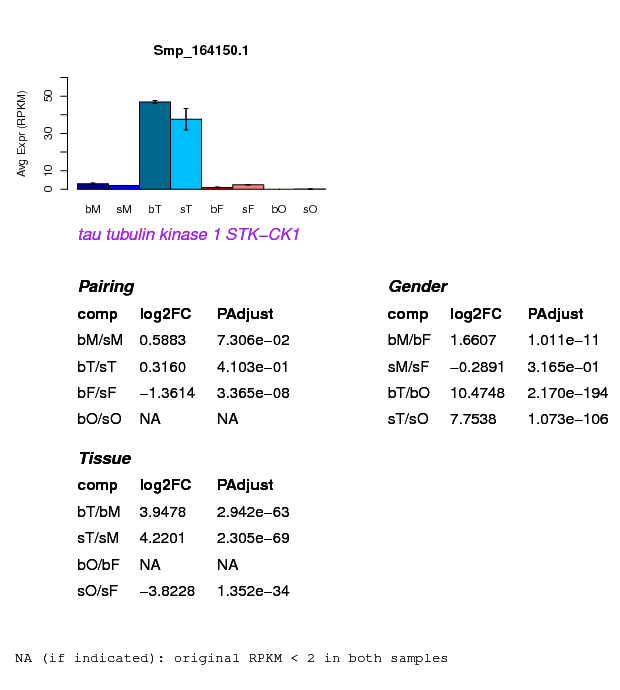 Smp_164150.1
Avg Expr (RPKM)
50
30
10
0
bM sM bT sT bF sF bO sO
tau tubulin kinase 1 STK−CK1
Pairing
comp log2FC PAdjust
bM/sM 0.5883 7.306e−02
bT/sT 0.3160 4.103e−01
bF/sF −1.3614 3.365e−08
bO/sO NA NA
Gender
comp log2FC PAdjust
bM/bF 1.6607 1.011e−11
sM/sF −0.2891 3.165e−01
bT/bO 10.4748 2.170e−194
sT/sO 7.7538 1.073e−106
Tissue
comp log2FC PAdjust
bT/bM 3.9478 2.942e−63
sT/sM 4.2201 2.305e−69
bO/bF NA NA
sO/sF −3.8228 1.352e−34
NA (if indicated): original RPKM < 2 in both samples